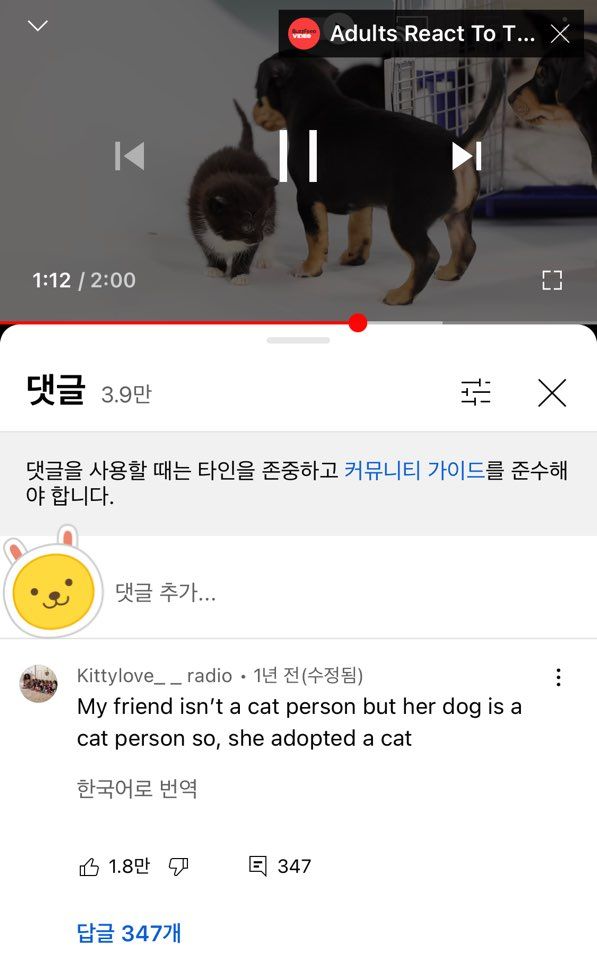 BuzzFeed
VIDEO
Adults React To T...
1:12 / 2:00
댓글 3.9만
댓글을 사용할 때는 타인을 존중하고 커뮤니티 가이드를 준수해
야 합니다.
댓글 추가...
Kittylove_ _ radio • 1년 전(수정됨)
My friend isn’t a cat person but her dog is a
cat person so, she adopted a cat
한국어로 번역
1.8만 347
답글 347개